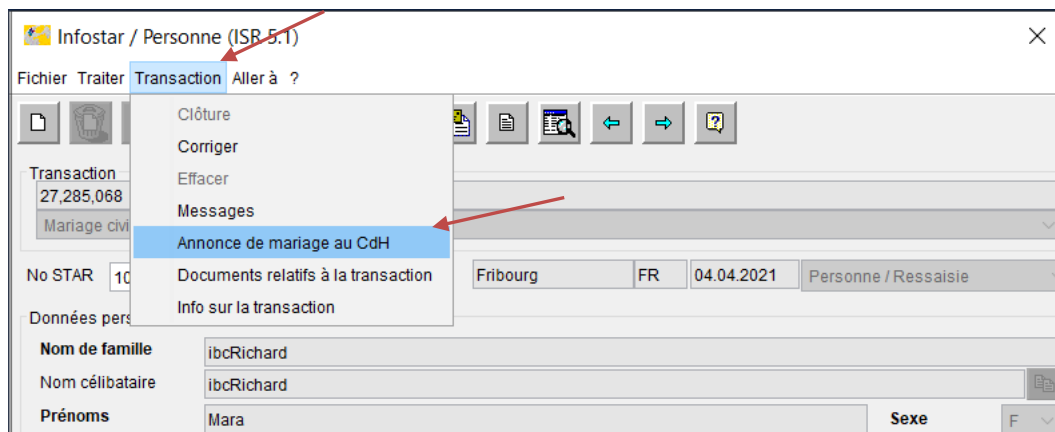 Infostar / Personne (ISR 5.1)
Fichier Traiter Transaction Aller à ?
Clôture
Corriger
Effacer
Messages
Annonce de mariage au CdH
Documents relatifs à la transaction
Info sur la transaction
Transaction
27,285,068
Mariage civi
No STAR 10 Fribourg FR 04.04.2021 Personne / Ressaisie
Données pers
Nom de famille ibcRichard
Nom célibataire ibcRichard
Prénoms Mara Sexe F